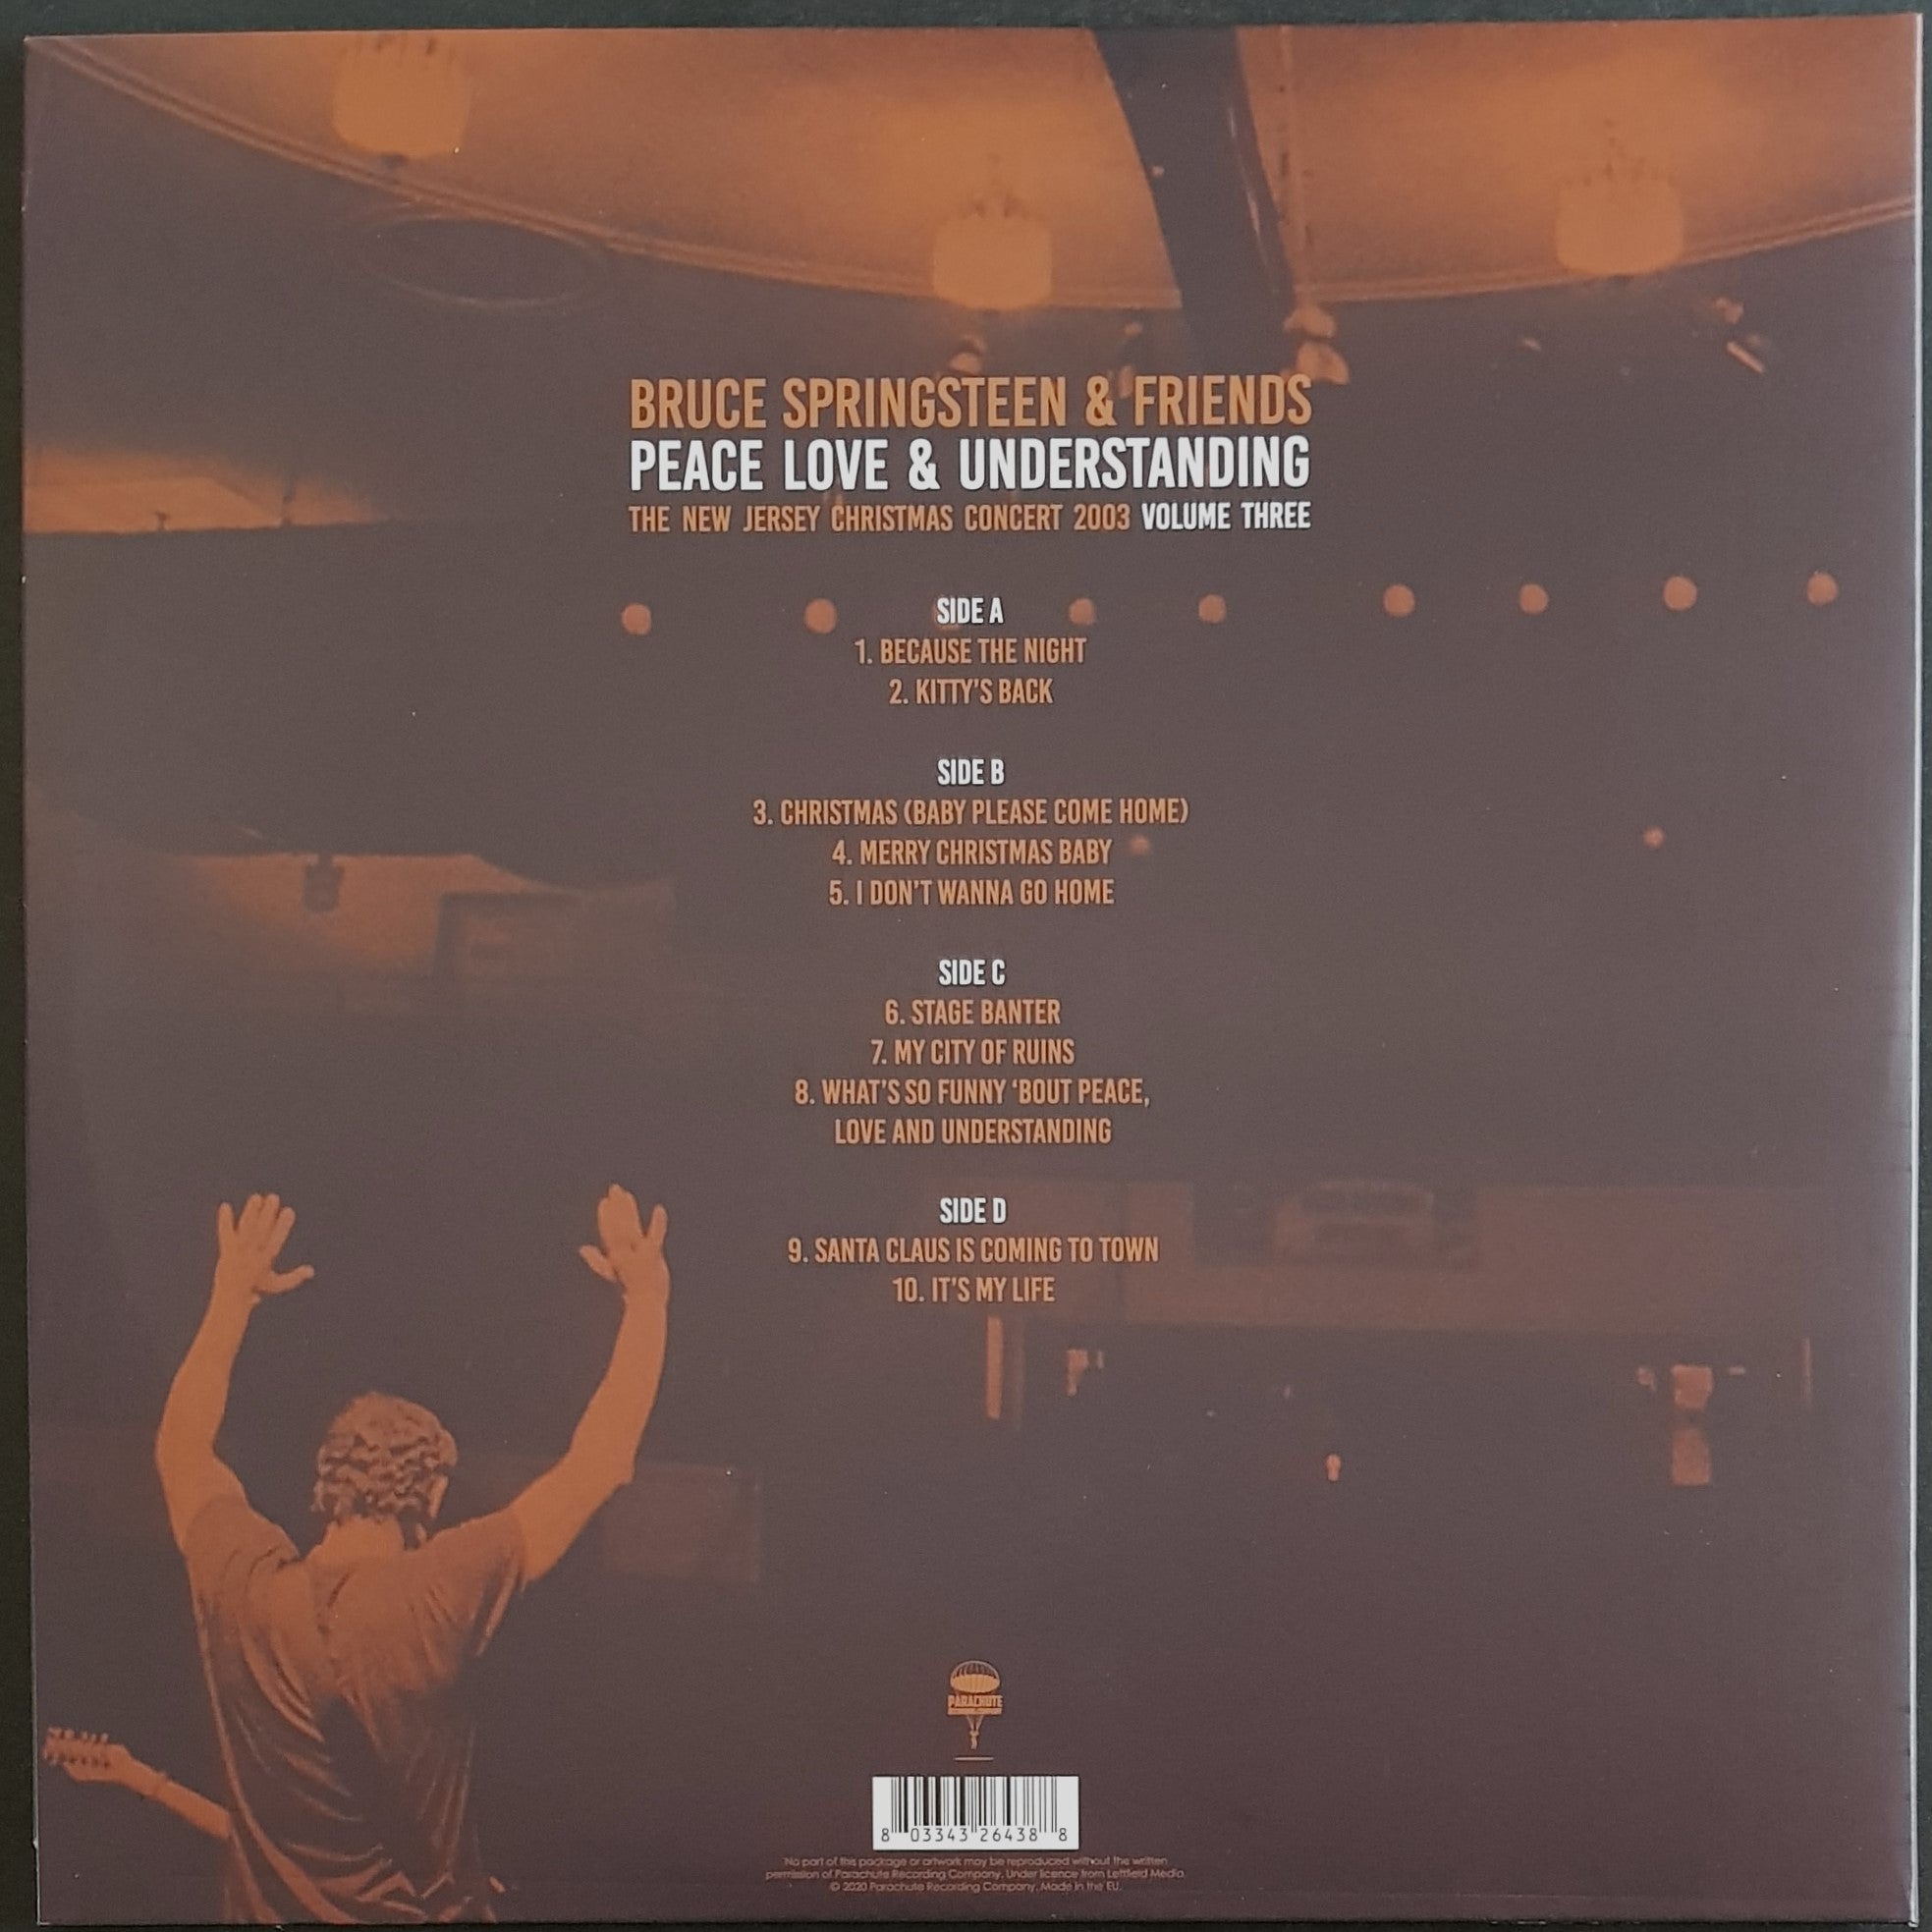 BRUCE SPRINGSTEEN & FRIENDS
PEACE LOVE & UNDERSTANDING
THE NEW JERSEY CHRISTMAS CONCERT 2003 VOLUME THREE
SIDE A
1. BECAUSE THE NIGHT
2. KITTY'S BACK
SIDE B
3. CHRISTMAS (BABY PLEASE COME HOME)
4. MERRY CHRISTMAS BABY
5. I DON'T WANNA GO HOME
SIDE C
6. STAGE BANTER
7. MY CITY OF RUINS
8. WHAT'S SO FUNNY ‘BOUT PEACE,
LOVE AND UNDERSTANDING
SIDE D
9. SANTA CLAUS IS COMING TO TOWN
10. IT'S MY LIFE
PARACHUTE
8 03343 26438 8
No part of this package or artwork may be reproduced without the written
permission of Parachute Recording Company. Under licence from Leftfield Media.
© 2020 Parachute Recording Company. Made in the EU.